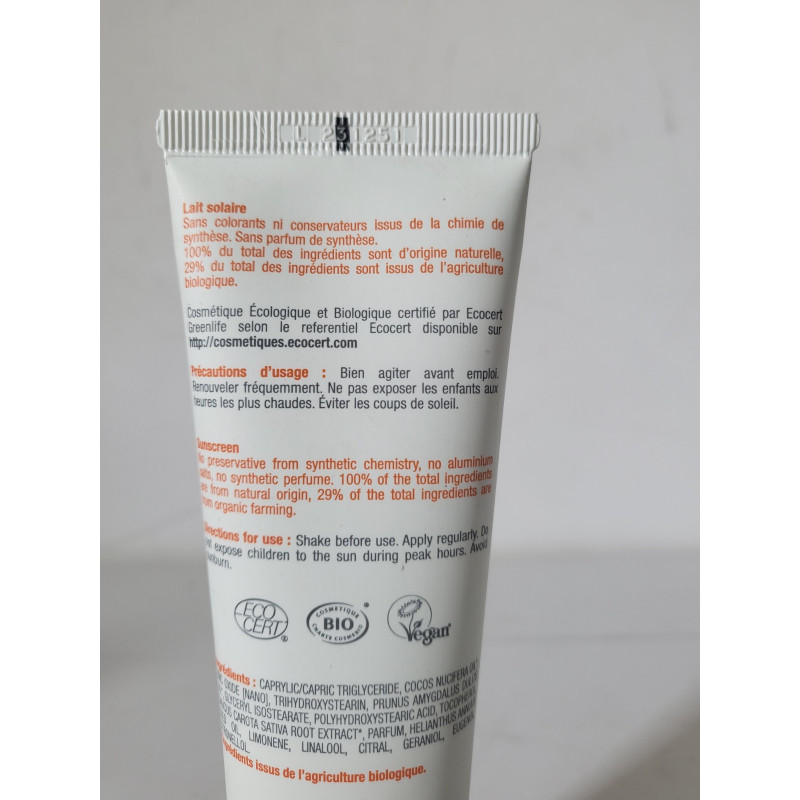 L 231251
Lait solaire
Sans colorants ni conservateurs issus de la chimie de
synthèse. Sans parfum de synthèse.
100% du total des ingrédients sont d'origine naturelle,
29% du total des ingrédients sont issus de l'agriculture
biologique.
Cosmétique Écologique et Biologique certifié par Ecocert
Greenlife selon le referentiel Ecocert disponible sur
http://cosmetiques.ecocert.com
Précautions d'usage : Bien agiter avant emploi.
Renouveler fréquemment. Ne pas exposer les enfants aux
heures les plus chaudes. Éviter les coups de soleil.
Sunscreen
No preservative from synthetic chemistry, no aluminium
salts, no synthetic perfume. 100% of the total ingredients
are from natural origin, 29% of the total ingredients are
from organic farming.
Directions for use : Shake before use. Apply regularly, Do
not expose children to the sun during peak hours. Avoid
sunburn.
ECO CERT®
COSMETIQUE BIO CHARTE COSMEBIO ®
Vegan
Ingrédients : CAPRYLIC/CAPRIC TRIGLYCERIDE, COCOS NUCIFERA OIL*,
OXIDE [NANO], TRIHYDROXYSTEARIN, PRUNUS AMYGDALUS DULCIS
GLYCERYL ISOSTEARATE, POLYHYDROXYSTEARIC ACID,
CAROTA SATIVA ROOT EXTRACT*, PARFUM, HELIANTHUS
OIL, LIMONENE, LINALOOL, CITRAL, GERANIOL, EUGENOL,
ingrédients issus de l'agriculture biologique.